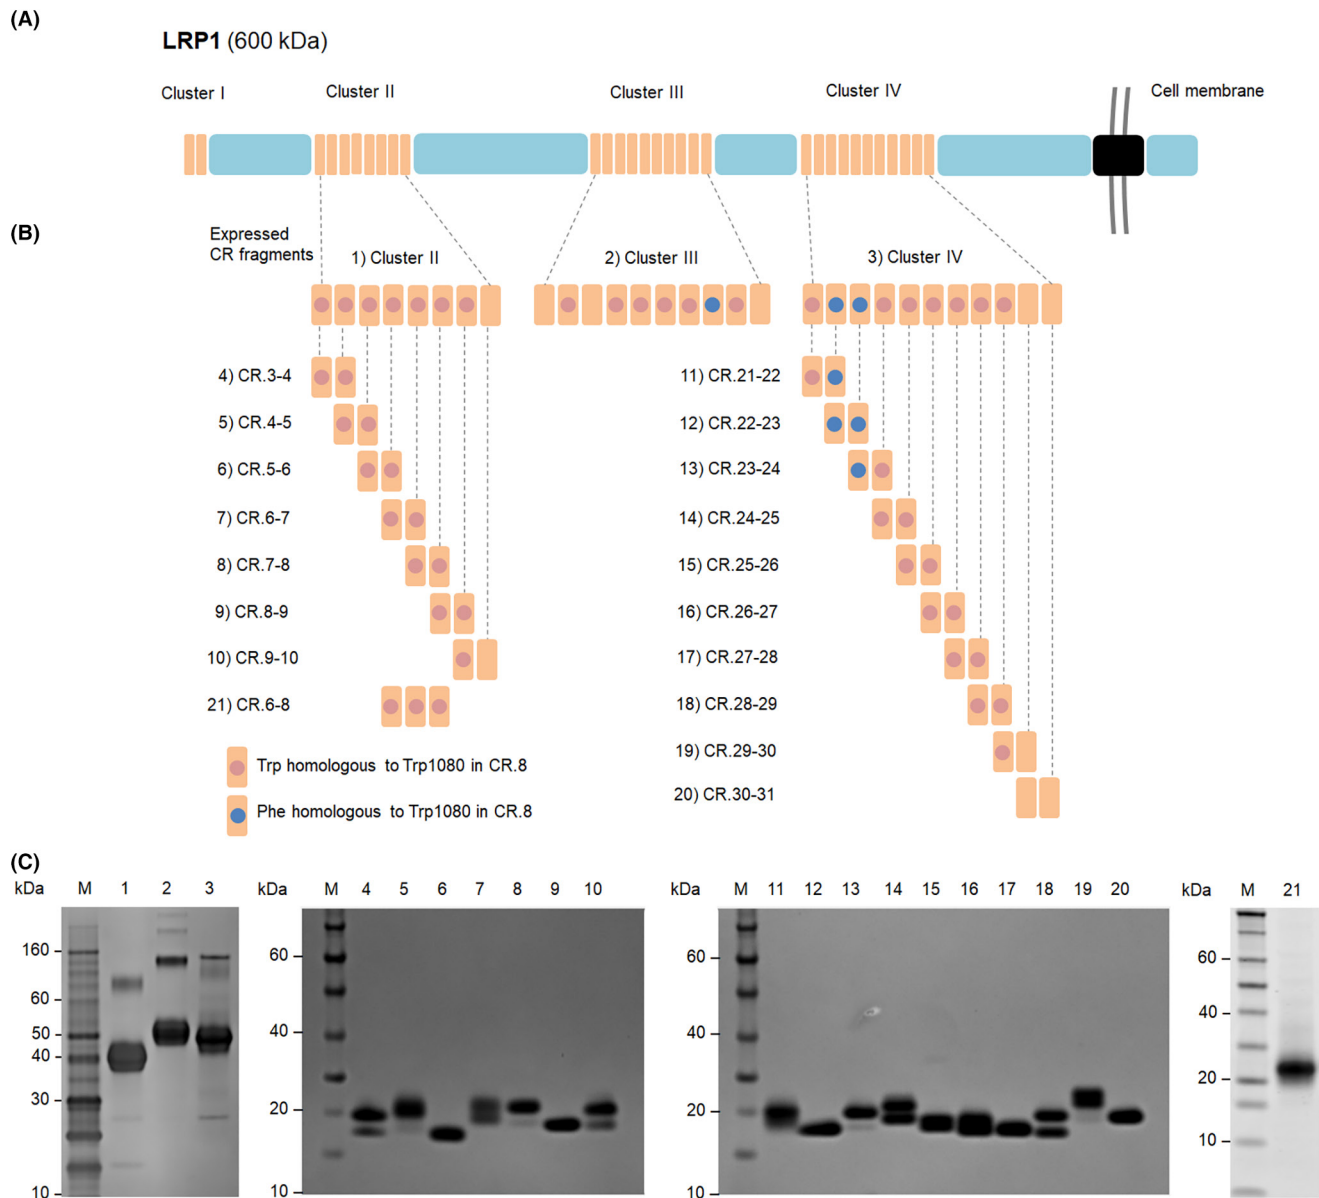 (A)
LRP1 (600 kDa)
Cluster I
Cluster II
Cluster III
Cluster IV
Cell membrane
(B)
Expressed
CR fragments
1) Cluster II
2) Cluster III
3) Cluster IV
4) CR.3-4
5) CR.4-5
6) CR.5-6
7) CR.6-7
8) CR.7-8
9) CR.8-9
10) CR.9-10
21) CR.6-8
11) CR.21-22
12) CR.22-23
13) CR.23-24
14) CR.24-25
15) CR.25-26
16) CR.26-27
17) CR.27-28
18) CR.28-29
19) CR.29-30
20) CR.30-31
Trp homologous to Trp1080 in CR.8
Phe homologous to Trp1080 in CR.8
(C)
kDa M 1 2 3
160
60
50
40
30
10
kDa M 4 5 6 7 8 9 10
60
40
20
10
kDa M 11 12 13 14 15 16 17 18 19 20
60
40
20
10
kDa M 21
60
40
20
10